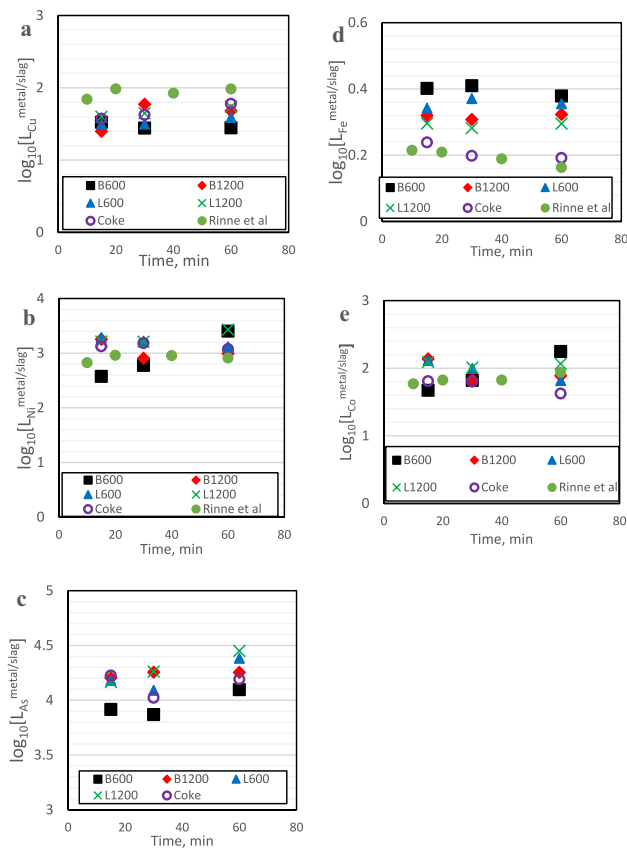 a
log10[LCu metal/slag]
3
2
1
0
B600 B1200
L600 L1200
Coke Rinne et al
0 20 40 60 80
Time, min
d
log10[LFe metal/slag]
0.6
0.4
0.2
0
B600 B1200 L600
L1200 Coke Rinne et al
0 20 40 60 80
Time, min
b
log10[LNi metal/slag]
4
3
2
1
0
B600 B1200
L600 L1200
Coke Rinne et al
0 20 40 60 80
Time, min
e
Log10[LCo metal/slag]
3
2
1
0
B600 B1200 L600
L1200 Coke Rinne et al
0 20 40 60 80
Time, min
c
log10[LAs metal/slag]
5
4.5
4
3.5
3
B600 B1200 L600
L1200 Coke
0 20 40 60 80
Time, min